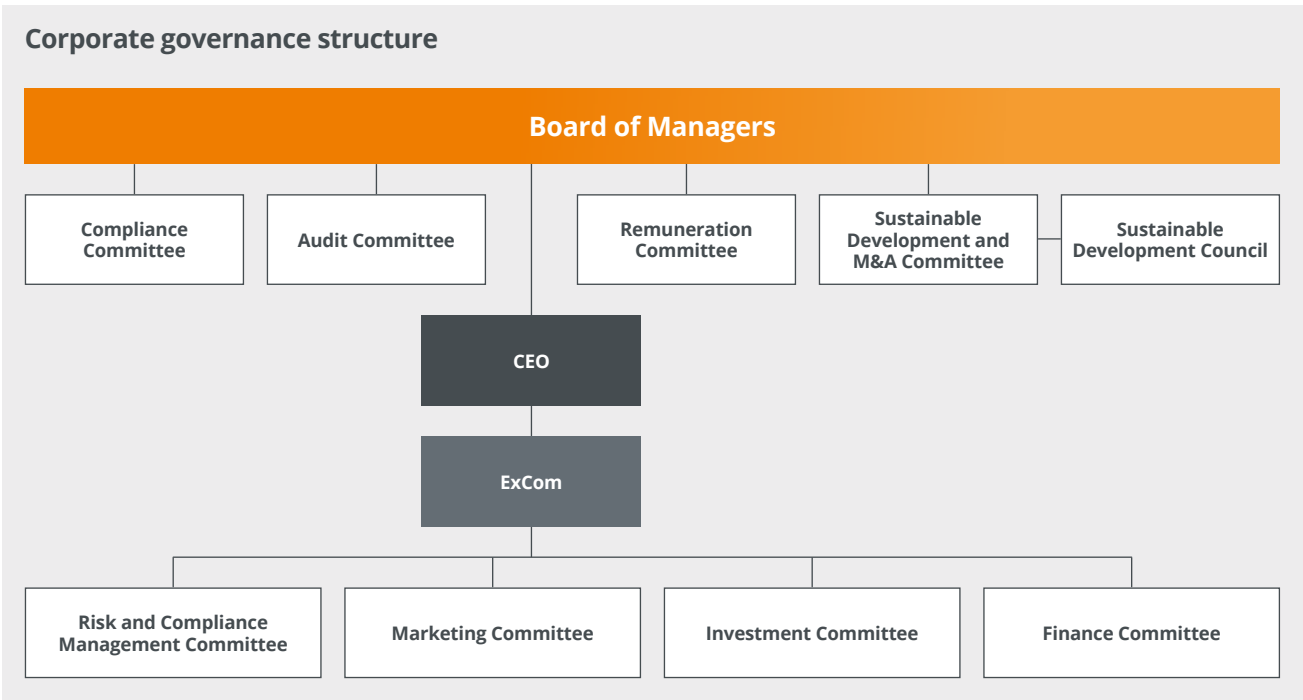 Corporate governance structure
Board of Managers
Compliance
Committee
Audit Committee
Remuneration
Committee
Sustainable
Development and
M&A Committee
Sustainable
Development Council
CEO
ExCom
Risk and Compliance
Management Committee
Marketing Committee
Investment Committee
Finance Committee